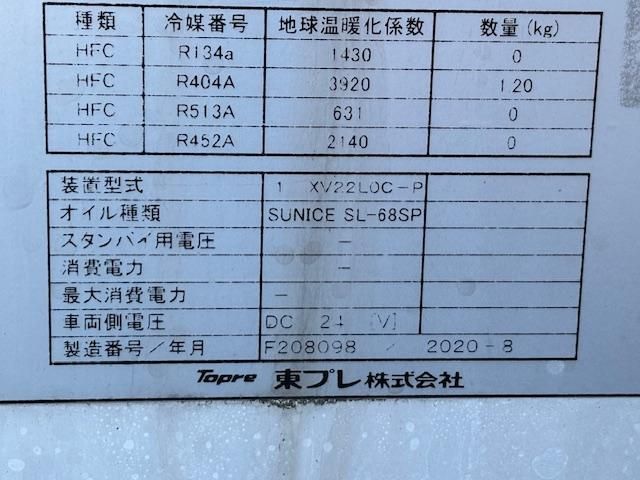 種類 冷媒番号 地球温暖化係数 数量(kg)
HFC R134a 1430 0
HFC R404A 3920 1.20
HFC R513A 631 0
HFC R452A 2140 0
装置型式 1 XV22LOC-P
オイル種類 SUNICE SL-68SP
スタンバイ用電圧 -
消費電力 -
最大消費電力 -
車両側電圧 DC 24 [V]
製造番号/年月 F208098 / 2020-8
Topre 東プレ株式会社